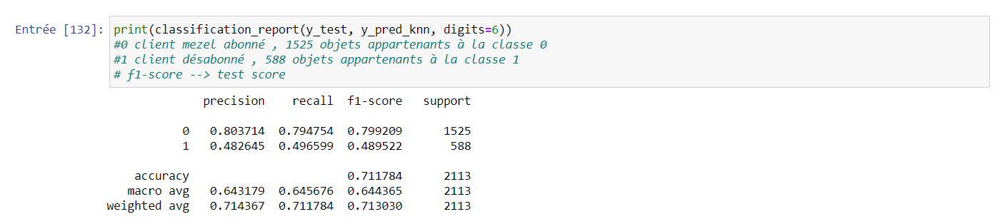 Entrée [132]: print(classification_report(y_test, y_pred_knn, digits=6))
#0 client mezel abonné , 1525 objets appartenants à la classe 0
#1 client désabonné , 588 objets appartenants à la classe 1
# f1-score --> test score
precision recall f1-score support
0 0.803714 0.794754 0.799209 1525
1 0.482645 0.496599 0.489522 588
accuracy 0.711784 2113
macro avg 0.643179 0.645676 0.644365 2113
weighted avg 0.714367 0.711784 0.713030 2113